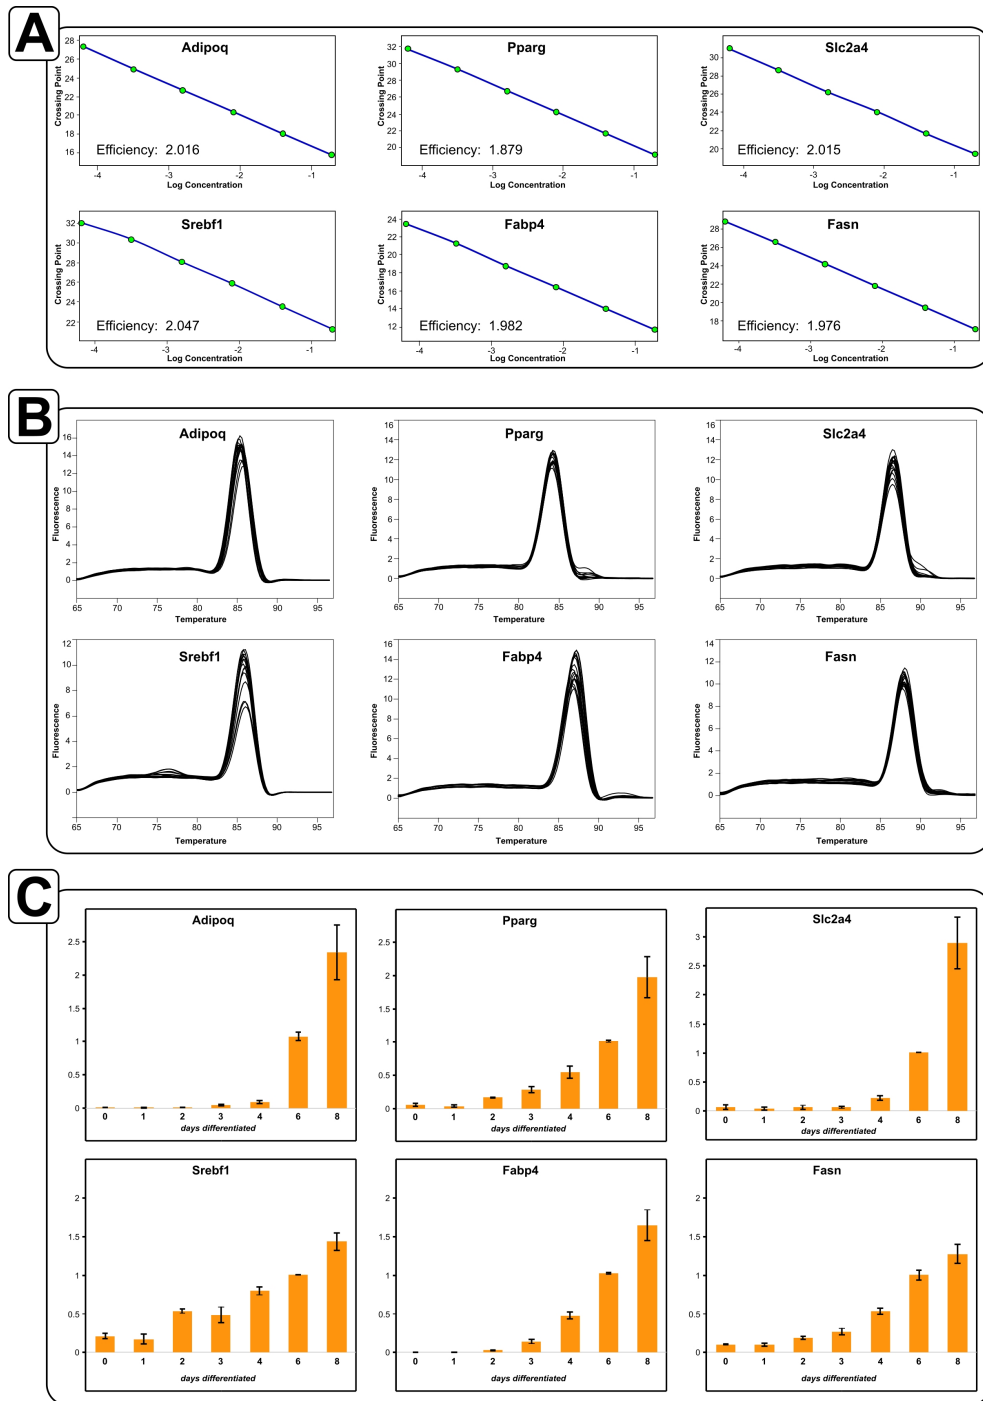 A
Adipoq
Crossing Point
28
26
24
22
20
18
16
Efficiency: 2.016
-4
-3
-2
-1
Log Concentration
Pparg
Crossing Point
32
30
28
26
24
22
20
Efficiency: 1.879
-4
-3
-2
-1
Log Concentration
Slc2a4
Crossing Point
30
28
26
24
22
20
Efficiency: 2.015
-4
-3
-2
-1
Log Concentration
Srebf1
Crossing Point
32
30
28
26
24
22
Efficiency: 2.047
-4
-3
-2
-1
Log Concentration
Fabp4
Crossing Point
24
22
20
18
16
14
12
Efficiency: 1.982
-4
-3
-2
-1
Log Concentration
Fasn
Crossing Point
28
26
24
22
20
18
Efficiency: 1.976
-4
-3
-2
-1
Log Concentration
B
Adipoq
Fluorescence
16
14
12
10
8
6
4
2
0
65 70 75 80 85 90 95
Temperature
Pparg
Fluorescence
16
14
12
10
8
6
4
2
0
65 70 75 80 85 90 95
Temperature
Slc2a4
Fluorescence
16
14
12
10
8
6
4
2
0
65 70 75 80 85 90 95
Temperature
Srebf1
Fluorescence
12
10
8
6
4
2
0
65 70 75 80 85 90 95
Temperature
Fabp4
Fluorescence
16
14
12
10
8
6
4
2
0
65 70 75 80 85 90 95
Temperature
Fasn
Fluorescence
14
12
10
8
6
4
2
0
65 70 75 80 85 90 95
Temperature
C
Adipoq
2.5
2
1.5
1
0.5
0
0 1 2 3 4 6 8
days differentiated
Pparg
2.5
2
1.5
1
0.5
0
0 1 2 3 4 6 8
days differentiated
Slc2a4
3
2.5
2
1.5
1
0.5
0
0 1 2 3 4 6 8
days differentiated
Srebf1
2
1.5
1
0.5
0
0 1 2 3 4 6 8
days differentiated
Fabp4
2
1.5
1
0.5
0
0 1 2 3 4 6 8
days differentiated
Fasn
2
1.5
1
0.5
0
0 1 2 3 4 6 8
days differentiated